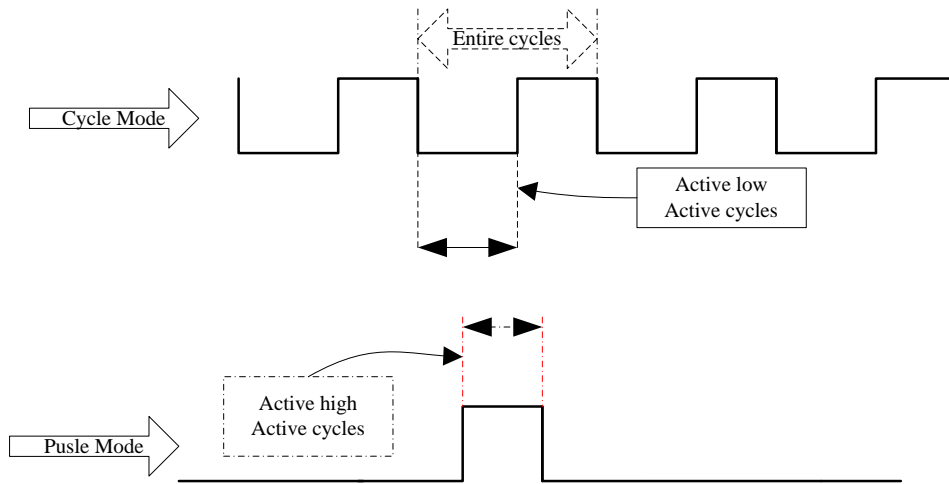 Entire cycles
Cycle Mode
Active low
Active cycles
Active high
Active cycles
Pusle Mode